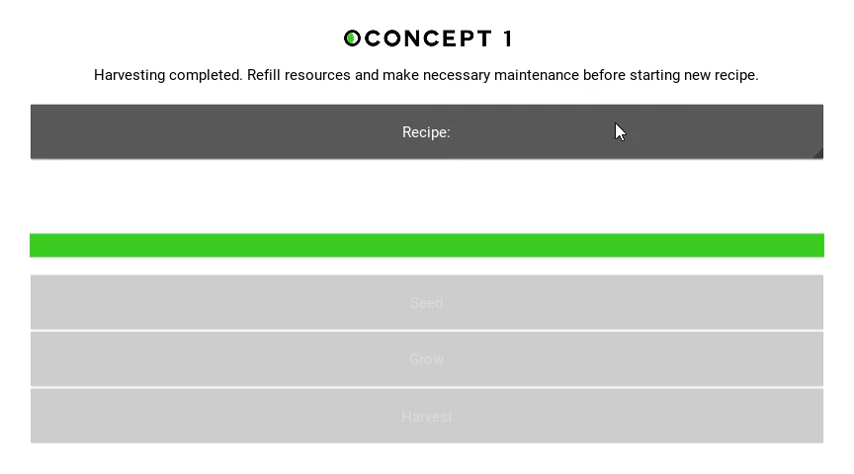 CONCEPT 1
Harvesting completed. Refill resources and make necessary maintenance before starting new recipe.
Recipe:
Seed
Grow
Harvest